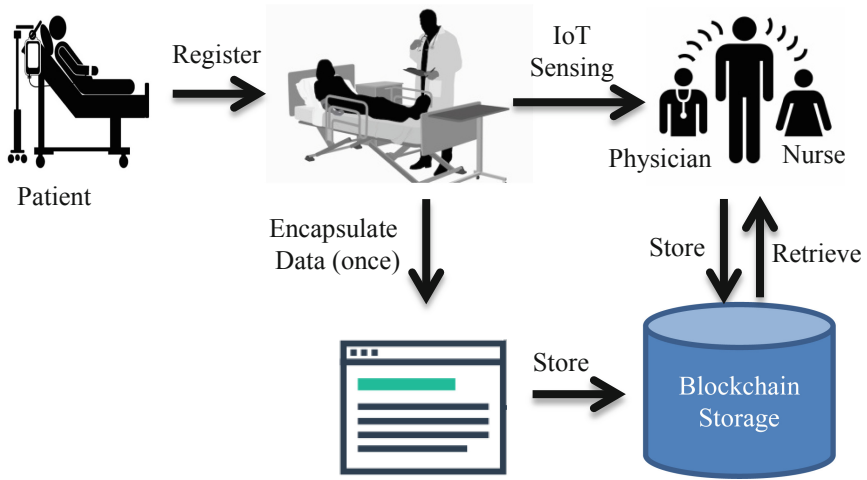 Register
IoT
Sensing
Patient
Physician
Nurse
Encapsulate
Data (once)
Store
Retrieve
Store
Blockchain
Storage